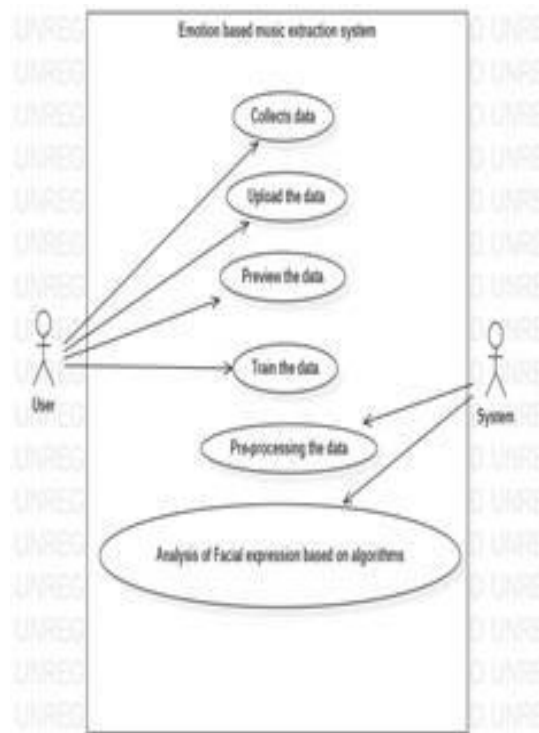 Emotion based music extraction system
Collects data
Upload the data
Preview the data
Train the data
User
System
Pre-processing the data
Analysis of Facial expression based on algorithms